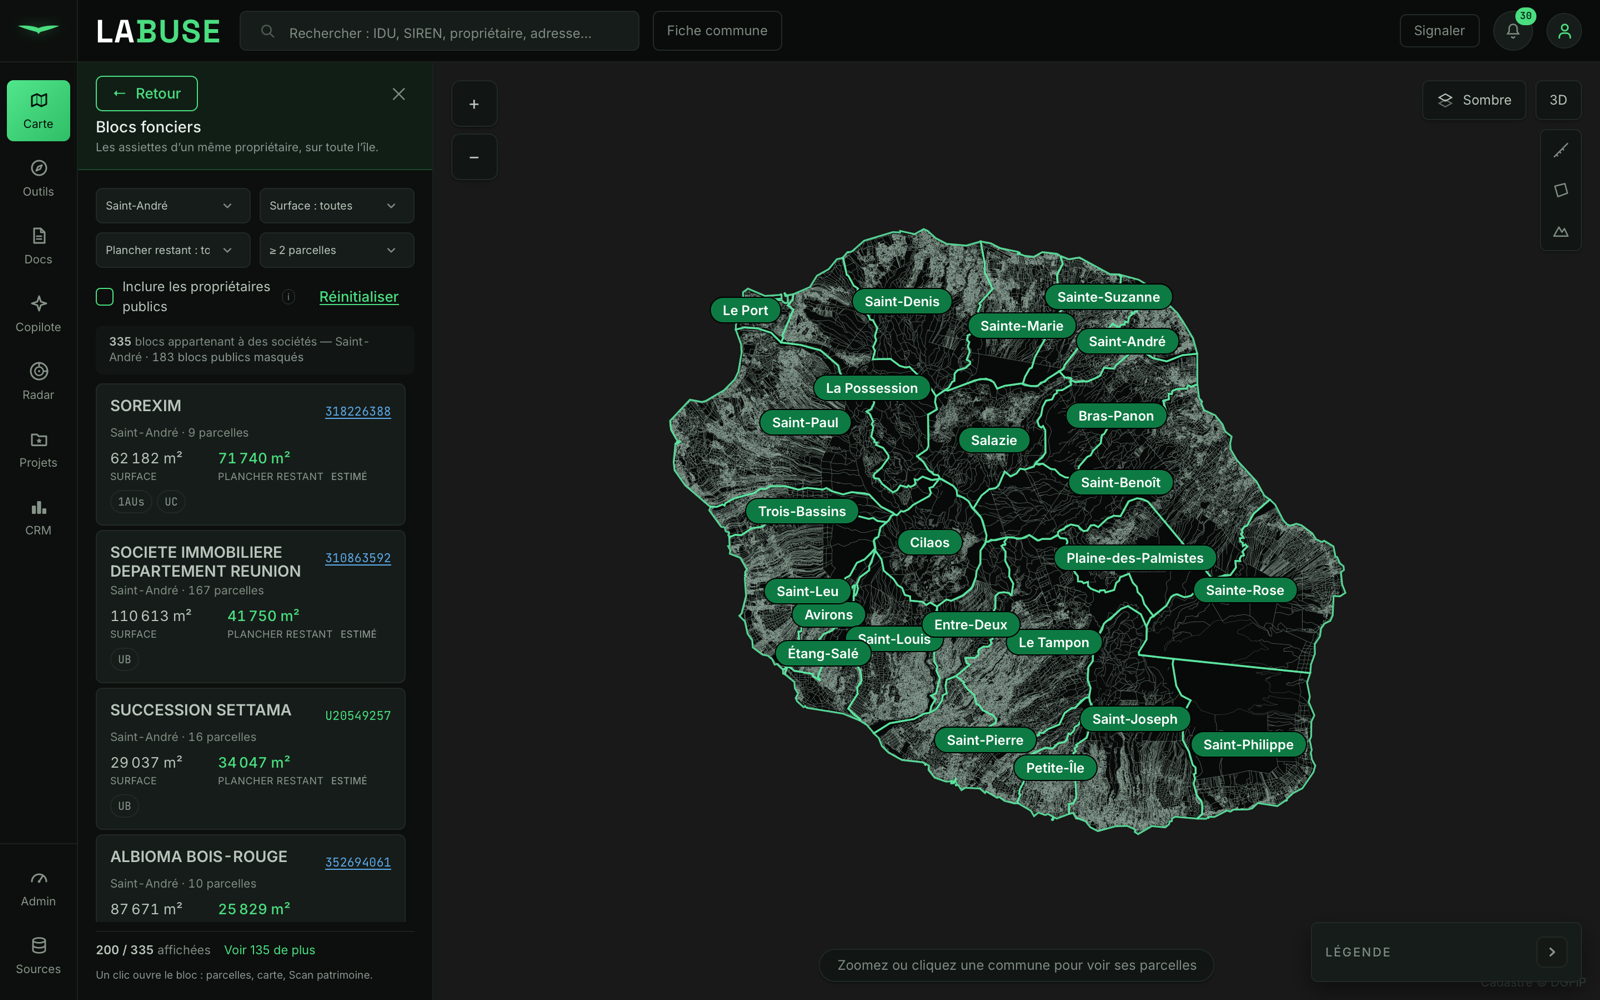 LABUSE
Rechercher : IDU, SIREN, propriétaire, adresse...
Fiche commune
Signaler
30
Carte
Outils
Docs
Copilote
Radar
Projets
CRM
Admin
Sources
← Retour
Blocs fonciers
Les assiettes d'un même propriétaire, sur toute l'île.
Saint-André
Surface : toutes
Plancher restant : to
≥ 2 parcelles
Inclure les propriétaires
publics
i
Réinitialiser
335 blocs appartenant à des sociétés — Saint-
André · 183 blocs publics masqués
SOREXIM
318226388
Saint-André · 9 parcelles
62 182 m²
71 740 m²
SURFACE
PLANCHER RESTANT ESTIMÉ
1AUs
UC
SOCIETE IMMOBILIERE
DEPARTEMENT REUNION
310863592
Saint-André · 167 parcelles
110 613 m²
41 750 m²
SURFACE
PLANCHER RESTANT ESTIMÉ
UB
SUCCESSION SETTAMA
U20549257
Saint-André · 16 parcelles
29 037 m²
34 047 m²
SURFACE
PLANCHER RESTANT ESTIMÉ
UB
ALBIOMA BOIS-ROUGE
352694061
Saint-André · 10 parcelles
87 671 m²
25 829 m²
200 / 335 affichées
Voir 135 de plus
Un clic ouvre le bloc : parcelles, carte, Scan patrimoine.
+
−
Sombre
3D
Le Port
Saint-Denis
Sainte-Suzanne
Sainte-Marie
Saint-André
La Possession
Saint-Paul
Bras-Panon
Salazie
Saint-Benoît
Trois-Bassins
Cilaos
Plaine-des-Palmistes
Saint-Leu
Sainte-Rose
Avirons
Entre-Deux
Saint-Louis
Le Tampon
Étang-Salé
Saint-Joseph
Saint-Pierre
Saint-Philippe
Petite-Île
Zoomez ou cliquez une commune pour voir ses parcelles
LÉGENDE
Cadastre © DGFiP